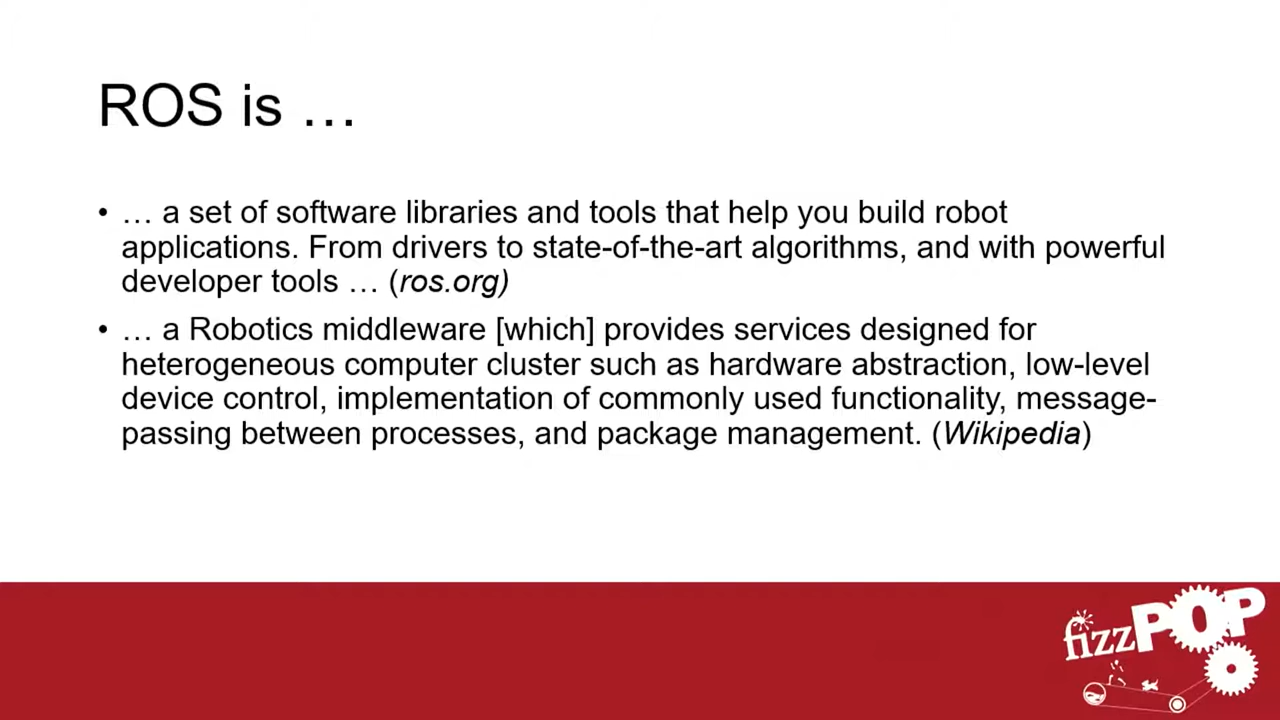 ROS is …
• … a set of software libraries and tools that help you build robot
applications. From drivers to state-of-the-art algorithms, and with powerful
developer tools … (ros.org)
• … a Robotics middleware [which] provides services designed for
heterogeneous computer cluster such as hardware abstraction, low-level
device control, implementation of commonly used functionality, message-
passing between processes, and package management. (Wikipedia)
fizzPOP